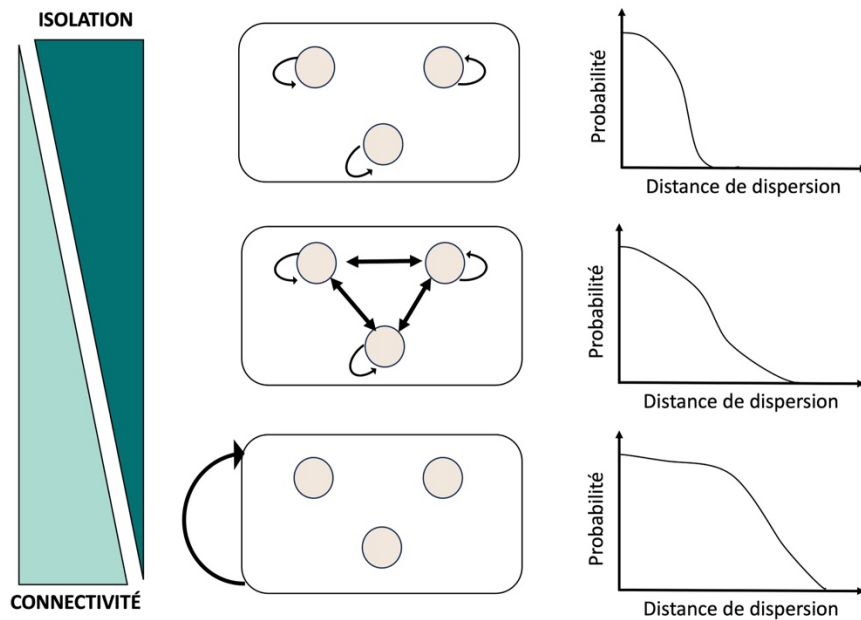 ISOLATION
Probabilité
Distance de dispersion
Probabilité
Distance de dispersion
Probabilité
Distance de dispersion
CONNECTIVITÉ